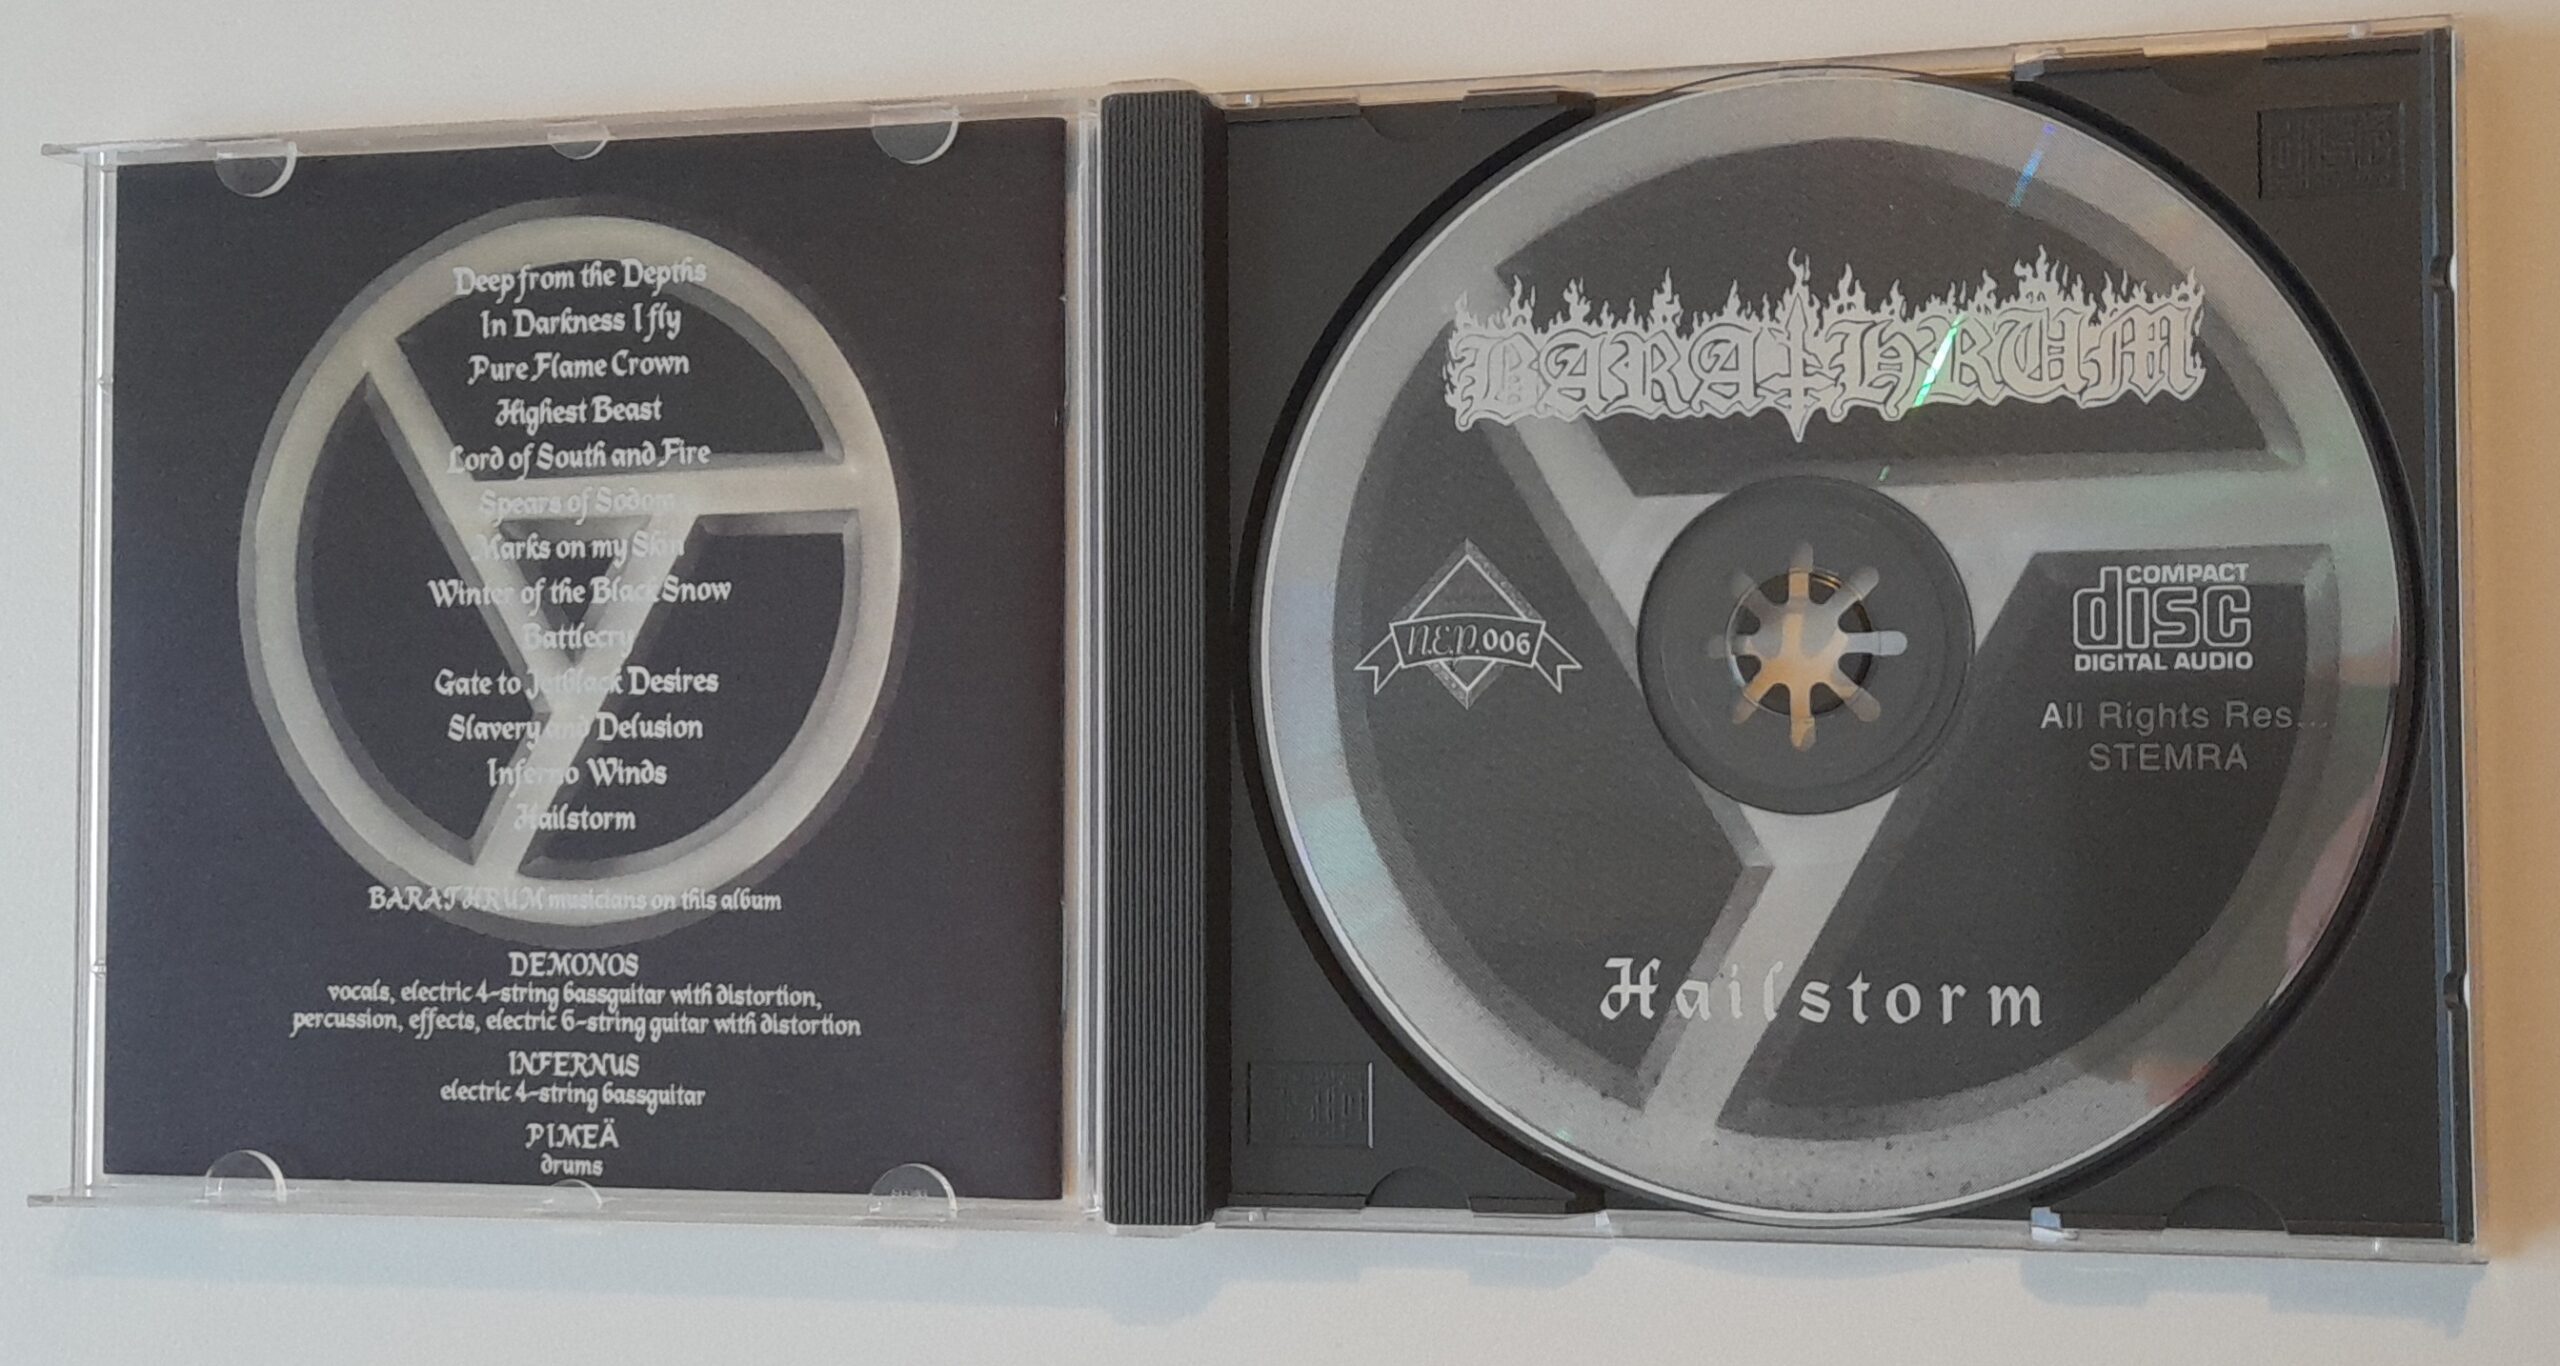 Deep from the Depths
In Darkness I fly
Pure Flame Crown
Highest Beast
Lord of South and Fire
Spears of Sodom
Marks on my Skin
Winter of the Black Snow
Battlecry
Gate to Jetblack Desires
Slavery and Delusion
Inferno Winds
Hailstorm
BARATHRUM musicians on this album
DEMONOS
vocals, electric 4-string bassguitar with distortion,
percussion, effects, electric 6-string guitar with distortion
INFERNUS
electric 4-string bassguitar
PIMEÄ
drums
BARATHRUM
N.E.P. 006
COMPACT
disc
DIGITAL AUDIO
All Rights Res...
STEMRA
Hailstorm
disc